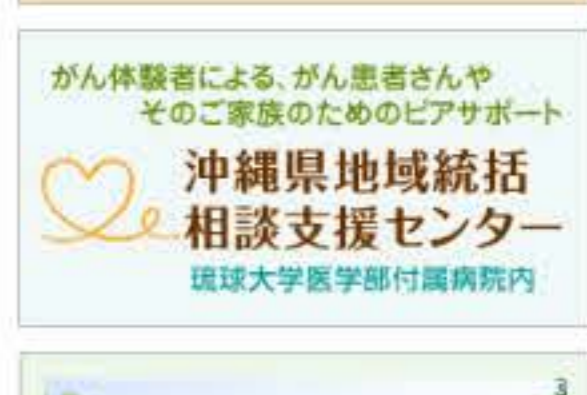 がん体験者による、がん患者さんや
そのご家族のためのピアサポート
沖縄県地域統括
相談支援センター
琉球大学医学部付属病院内